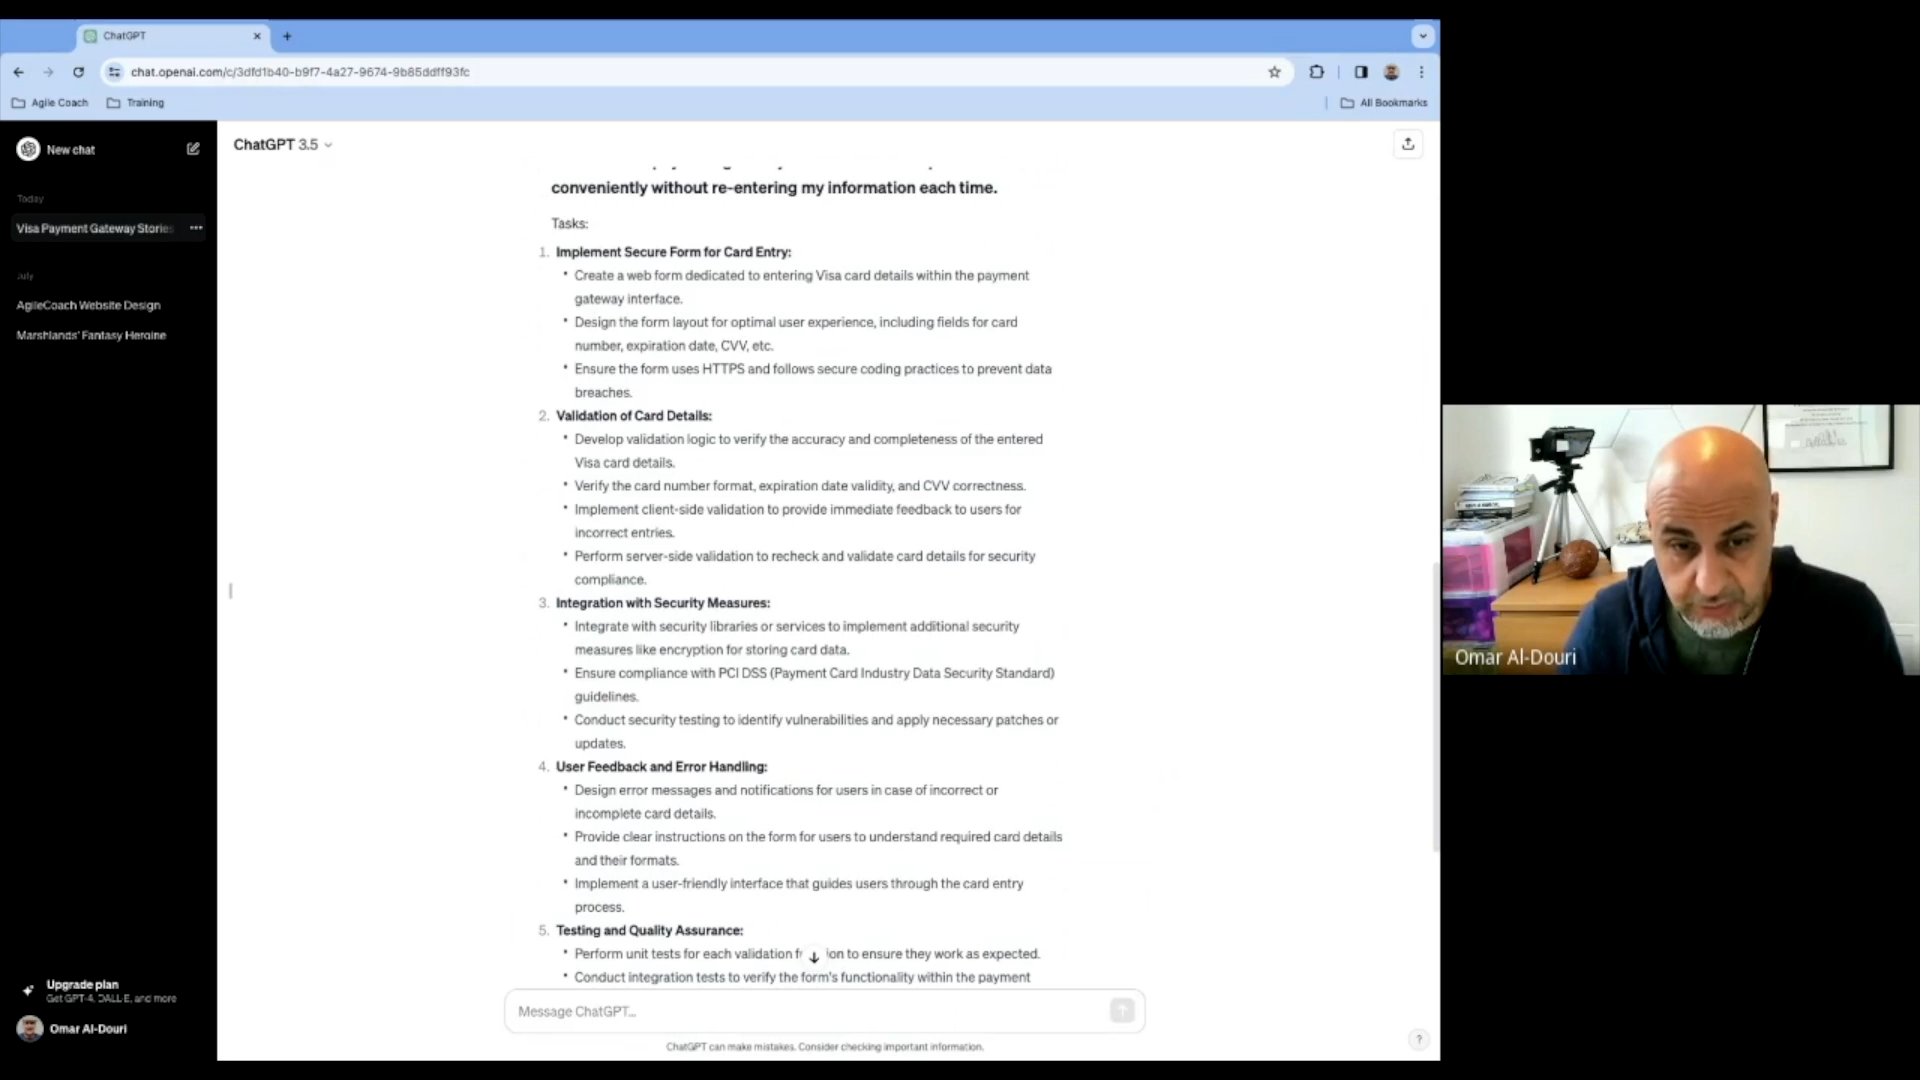 ChatGPT
chat.openai.com/c/3dfd1b40-b9f7-4a27-9674-9b85ddff93fc
Agile Coach
Training
All Bookmarks
New chat
Today
Visa Payment Gateway Stories
July
AgileCoach Website Design
Marshlands' Fantasy Heroine
Upgrade plan
Get GPT-4, DALL·E, and more
Omar Al-Douri
ChatGPT 3.5
conveniently without re-entering my information each time.
Tasks:
1. Implement Secure Form for Card Entry:
• Create a web form dedicated to entering Visa card details within the payment
gateway interface.
• Design the form layout for optimal user experience, including fields for card
number, expiration date, CVV, etc.
• Ensure the form uses HTTPS and follows secure coding practices to prevent data
breaches.
2. Validation of Card Details:
• Develop validation logic to verify the accuracy and completeness of the entered
Visa card details.
• Verify the card number format, expiration date validity, and CVV correctness.
• Implement client-side validation to provide immediate feedback to users for
incorrect entries.
• Perform server-side validation to recheck and validate card details for security
compliance.
3. Integration with Security Measures:
• Integrate with security libraries or services to implement additional security
measures like encryption for storing card data.
• Ensure compliance with PCI DSS (Payment Card Industry Data Security Standard)
guidelines.
• Conduct security testing to identify vulnerabilities and apply necessary patches or
updates.
4. User Feedback and Error Handling:
• Design error messages and notifications for users in case of incorrect or
incomplete card details.
• Provide clear instructions on the form for users to understand required card details
and their formats.
• Implement a user-friendly interface that guides users through the card entry
process.
5. Testing and Quality Assurance:
• Perform unit tests for each validation to ensure they work as expected.
• Conduct integration tests to verify the form's functionality within the payment
Message ChatGPT...
ChatGPT can make mistakes. Consider checking important information.
?
Omar Al-Douri